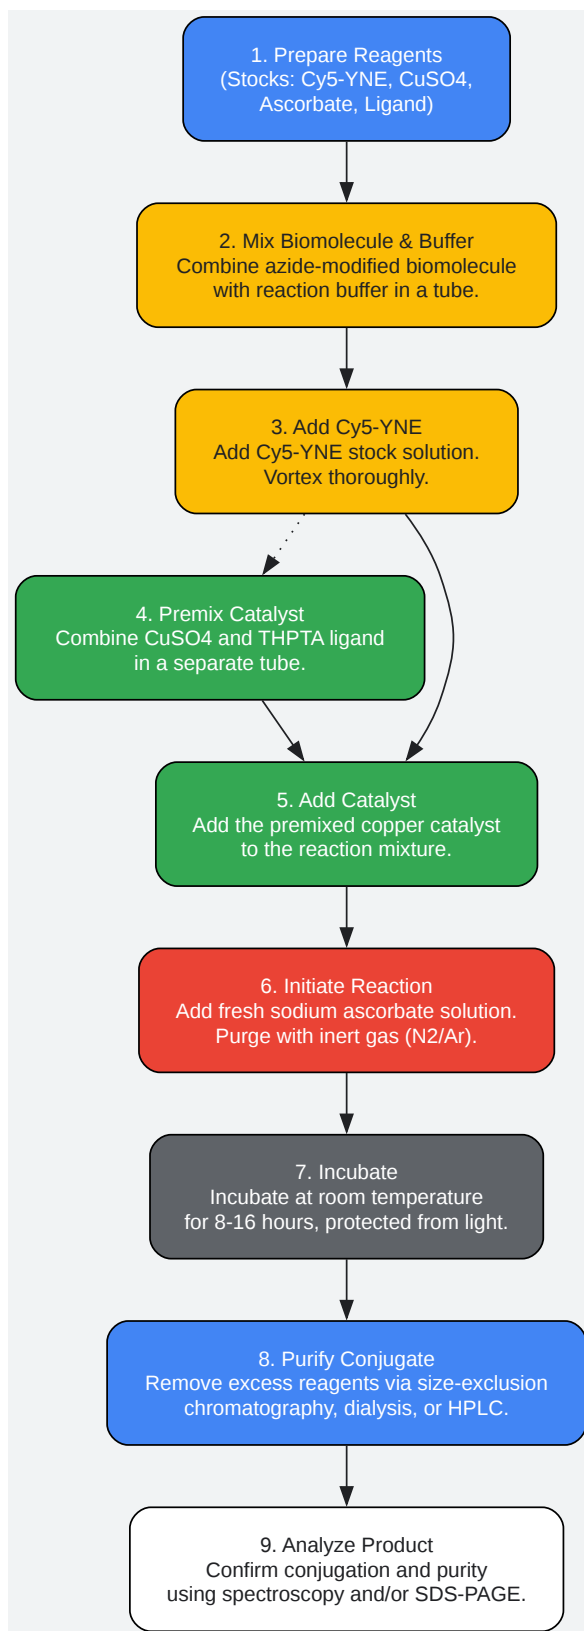 1. Prepare Reagents
(Stocks: Cy5-YNE, CuSO4,
Ascorbate, Ligand)
2. Mix Biomolecule & Buffer
Combine azide-modified biomolecule
with reaction buffer in a tube.
3. Add Cy5-YNE
Add Cy5-YNE stock solution.
Vortex thoroughly.
4. Premix Catalyst
Combine CuSO4 and THPTA ligand
in a separate tube.
5. Add Catalyst
Add the premixed copper catalyst
to the reaction mixture.
6. Initiate Reaction
Add fresh sodium ascorbate solution.
Purge with inert gas (N2/Ar).
7. Incubate
Incubate at room temperature
for 8-16 hours, protected from light.
8. Purify Conjugate
Remove excess reagents via size-exclusion
chromatography, dialysis, or HPLC.
9. Analyze Product
Confirm conjugation and purity
using spectroscopy and/or SDS-PAGE.